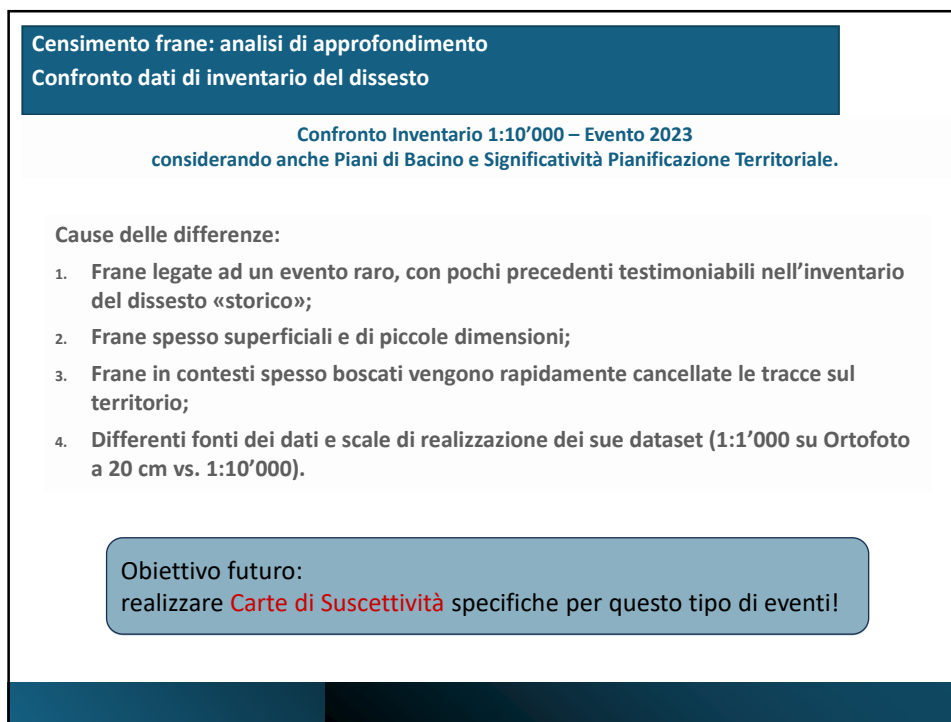 Censimento frane: analisi di approfondimento
Confronto dati di inventario del dissesto
Confronto Inventario 1:10’000 – Evento 2023
considerando anche Piani di Bacino e Significatività Pianificazione Territoriale.
Cause delle differenze:
1. Frane legate ad un evento raro, con pochi precedenti testimoniabili nell’inventario
del dissesto «storico»;
2. Frane spesso superficiali e di piccole dimensioni;
3. Frane in contesti spesso boscati vengono rapidamente cancellate le tracce sul
territorio;
4. Differenti fonti dei dati e scale di realizzazione dei sue dataset (1:1’000 su Ortofoto
a 20 cm vs. 1:10’000).
Obiettivo futuro:
realizzare Carte di Suscettività specifiche per questo tipo di eventi!